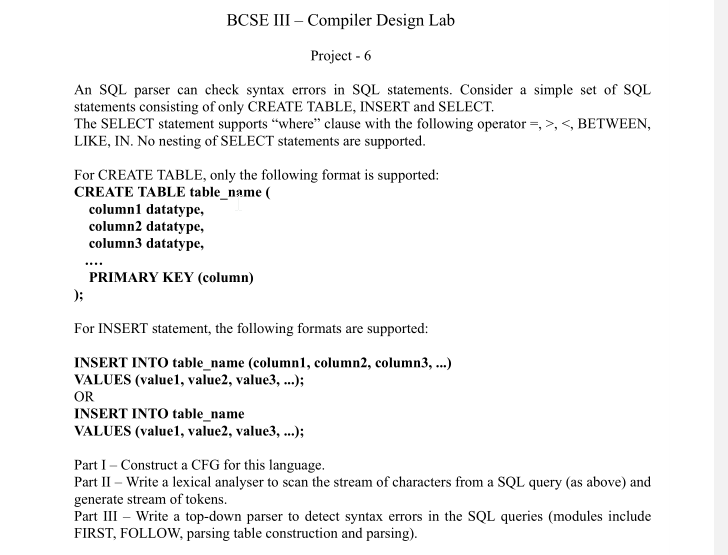 BCSE III – Compiler Design Lab
Project - 6
An SQL parser can check syntax errors in SQL statements. Consider a simple set of SQL
statements consisting of only CREATE TABLE, INSERT and SELECT.
The SELECT statement supports “where” clause with the following operator =, >, <, BETWEEN,
LIKE, IN. No nesting of SELECT statements are supported.
For CREATE TABLE, only the following format is supported:
CREATE TABLE table_name (
column1 datatype,
column2 datatype,
column3 datatype,
....
PRIMARY KEY (column)
);
For INSERT statement, the following formats are supported:
INSERT INTO table_name (column1, column2, column3, ...)
VALUES (value1, value2, value3, ...);
OR
INSERT INTO table_name
VALUES (value1, value2, value3, ...);
Part I – Construct a CFG for this language.
Part II – Write a lexical analyser to scan the stream of characters from a SQL query (as above) and
generate stream of tokens.
Part III – Write a top-down parser to detect syntax errors in the SQL queries (modules include
FIRST, FOLLOW, parsing table construction and parsing).